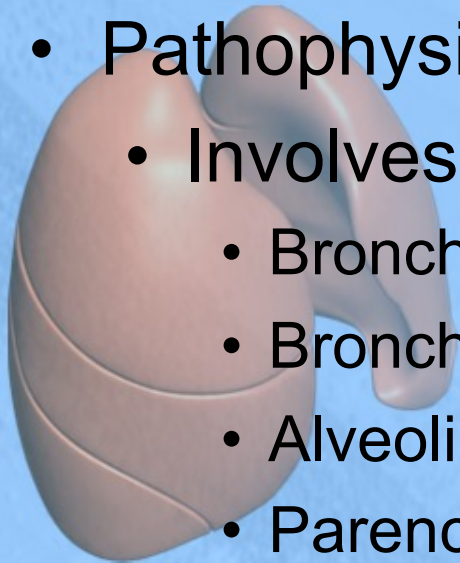 • Pathophysi
• Involves
• Bronch
• Bronch
• Alveoli
• Parenc